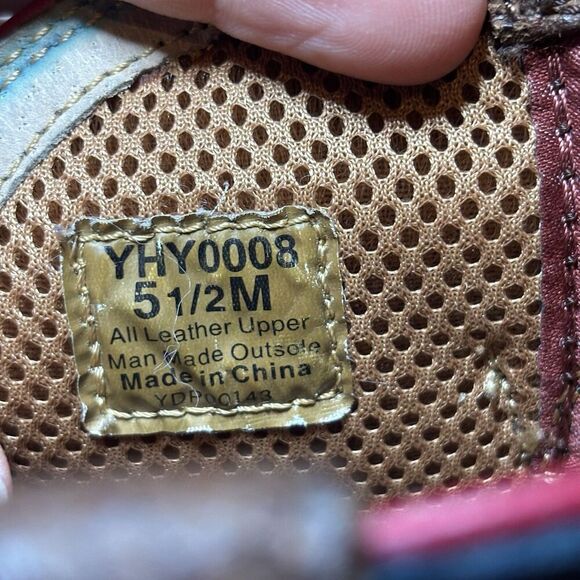 YHY0008
5 1/2M
All Leather Upper
Man Made Outsole
Made in China